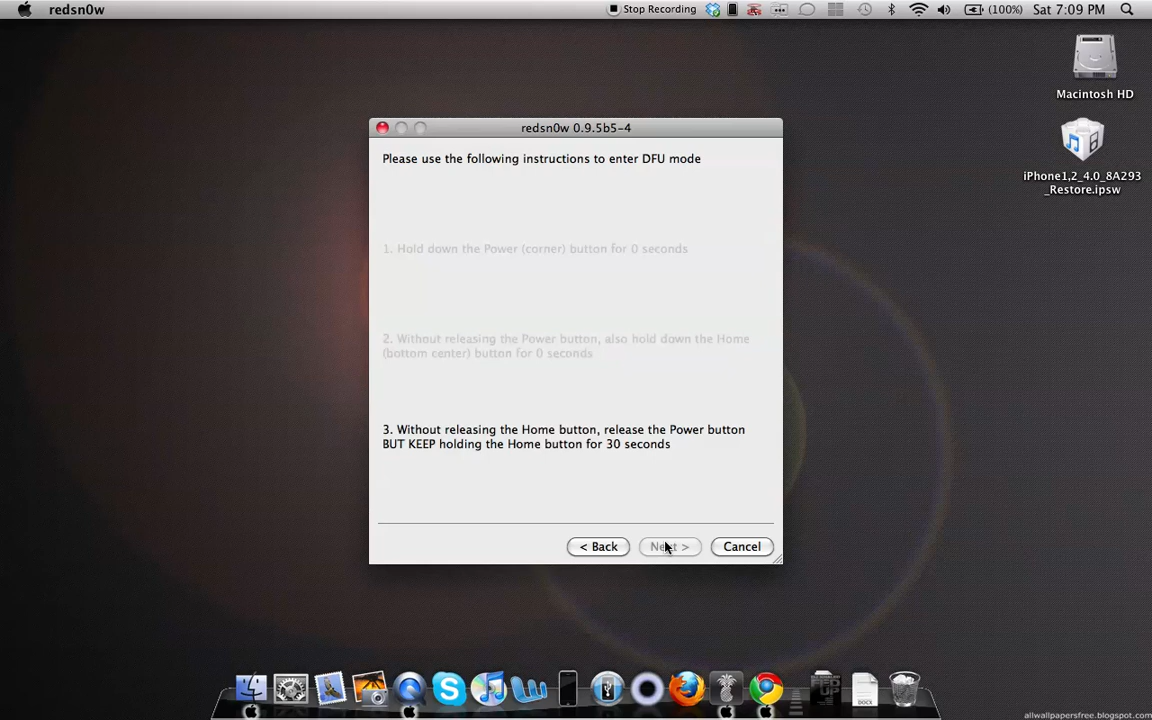 redsn0w
Stop Recording
(100%)
Sat 7:09 PM
Macintosh HD
iPhone1,2_4.0_8A293
_Restore.ipsw
redsn0w 0.9.5b5-4
Please use the following instructions to enter DFU mode
1. Hold down the Power (corner) button for 0 seconds
2. Without releasing the Power button, also hold down the Home
(bottom center) button for 0 seconds
3. Without releasing the Home button, release the Power button
BUT KEEP holding the Home button for 30 seconds
< Back
Next >
Cancel
DOCX
allwallpapersfree.blogspot.com